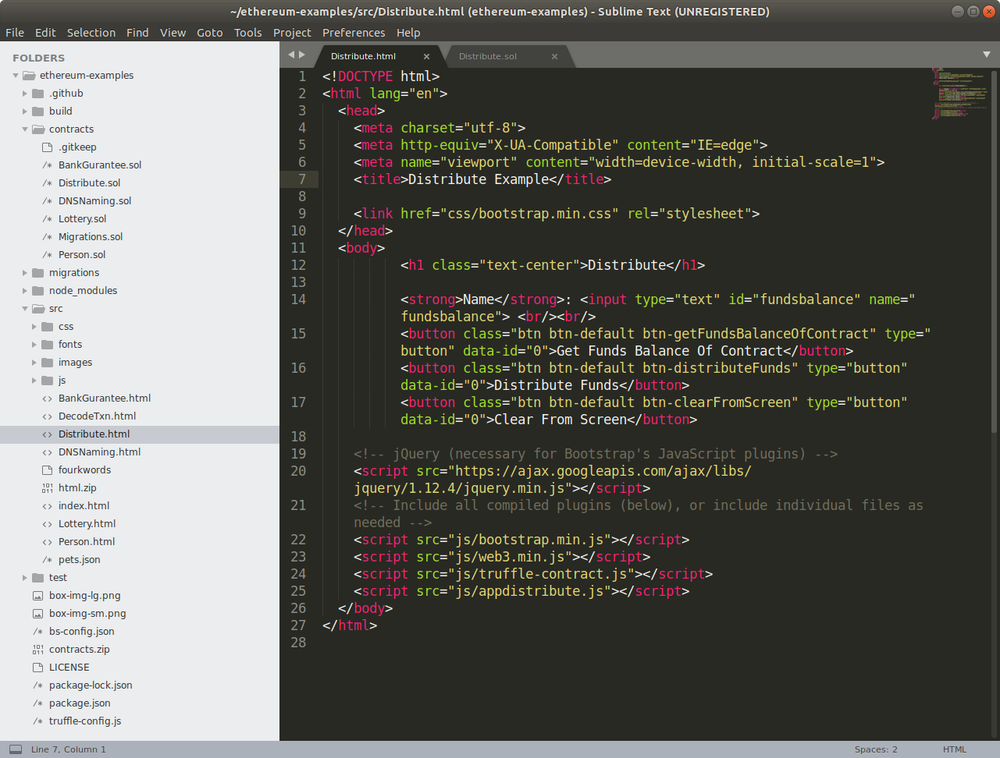 ~/ethereum-examples/src/Distribute.html (ethereum-examples) - Sublime Text (UNREGISTERED)
File Edit Selection Find View Goto Tools Project Preferences Help
FOLDERS
ethereum-examples
.github
build
contracts
.gitkeep
BankGurantee.sol
Distribute.sol
DNSNaming.sol
Lottery.sol
Migrations.sol
Person.sol
migrations
node_modules
src
css
fonts
images
js
BankGurantee.html
DecodeTxn.html
Distribute.html
DNSNaming.html
fourkwords
html.zip
index.html
Lottery.html
Person.html
pets.json
test
box-img-lg.png
box-img-sm.png
bs-config.json
contracts.zip
LICENSE
package-lock.json
package.json
truffle-config.js
Distribute.html × Distribute.sol ×
1 <!DOCTYPE html>
2 <html lang="en">
3 <head>
4 <meta charset="utf-8">
5 <meta http-equiv="X-UA-Compatible" content="IE=edge">
6 <meta name="viewport" content="width=device-width, initial-scale=1">
7 <title>Distribute Example</title>
8
9 <link href="css/bootstrap.min.css" rel="stylesheet">
10 </head>
11 <body>
12 <h1 class="text-center">Distribute</h1>
13
14 <strong>Name</strong>: <input type="text" id="fundsbalance" name="
fundsbalance"> <br/><br/>
15 <button class="btn btn-default btn-getFundsBalanceOfContract" type="
button" data-id="0">Get Funds Balance Of Contract</button>
16 <button class="btn btn-default btn-distributeFunds" type="button"
data-id="0">Distribute Funds</button>
17 <button class="btn btn-default btn-clearFromScreen" type="button"
data-id="0">Clear From Screen</button>
18
19 <!-- jQuery (necessary for Bootstrap's JavaScript plugins) -->
20 <script src="https://ajax.googleapis.com/ajax/libs/
jquery/1.12.4/jquery.min.js"></script>
21 <!-- Include all compiled plugins (below), or include individual files as
needed -->
22 <script src="js/bootstrap.min.js"></script>
23 <script src="js/web3.min.js"></script>
24 <script src="js/truffle-contract.js"></script>
25 <script src="js/appdistribute.js"></script>
26 </body>
27 </html>
28
Line 7, Column 1 Spaces: 2 HTML